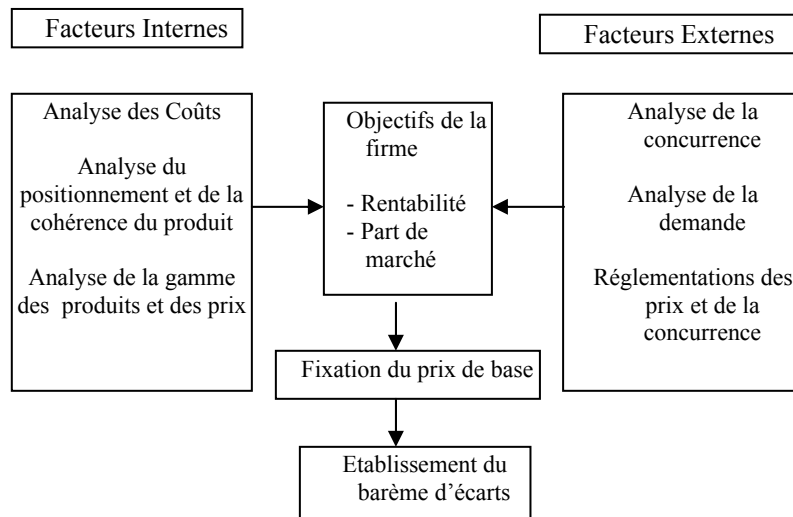 Facteurs Internes
Facteurs Externes
Analyse des Coûts
Analyse du
positionnement et de la
cohérence du produit
Analyse de la gamme
des produits et des prix
Objectifs de la
firme
- Rentabilité
- Part de
marché
Analyse de la
concurrence
Analyse de la
demande
Réglementations des
prix et de la
concurrence
Fixation du prix de base
Etablissement du
barème d’écarts